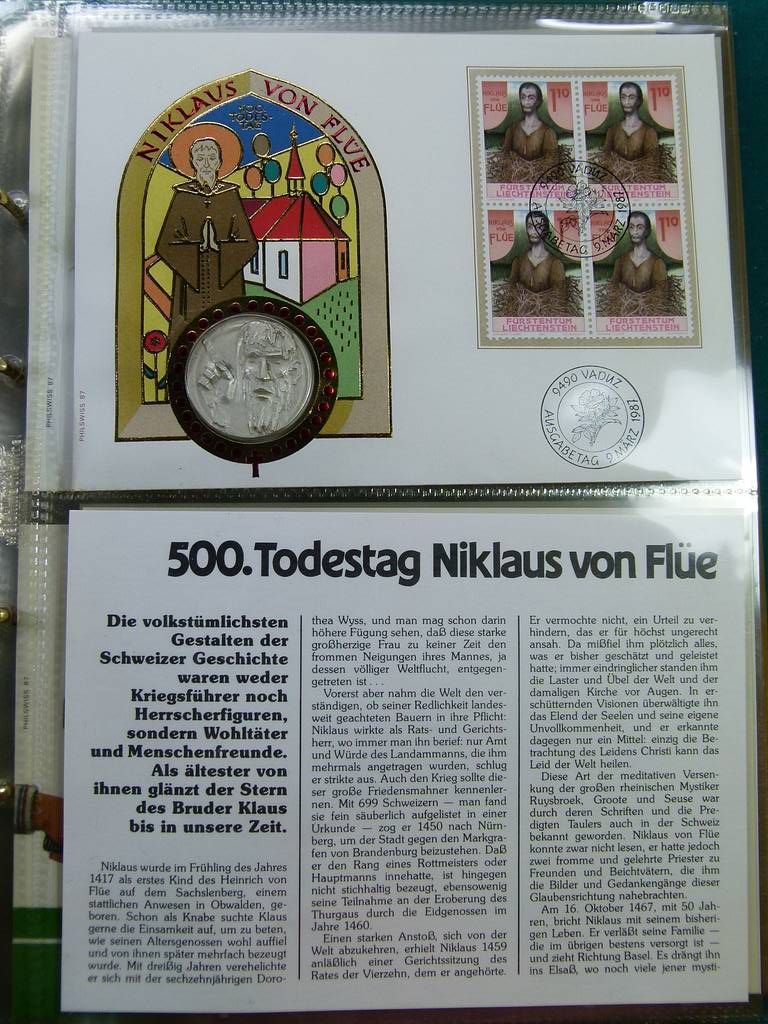 NIKLAUS VON FLÜE
500
TODES-
TAG
NIKLAUS
VON
FLÜE
110
110
FÜRSTENTUM
FÜRSTENTUM
FLÜE
110
FÜRSTENTUM
LIECHTENSTEIN
FÜRSTENTUM
LIECHTENSTEIN
9490 VADUZ
AUSGABETAG 9. MÄRZ 1987
9490 VADUZ
AUSGABETAG 9. MÄRZ 1987
PHILSWISS 87
PHILSWISS 87
PHILSWISS 87
500. Todestag Niklaus von Flüe
Die volkstümlichsten
Gestalten der
Schweizer Geschichte
waren weder
Kriegsführer noch
Herrscherfiguren,
sondern Wohltäter
und Menschenfreunde.
Als ältester von
ihnen glänzt der Stern
des Bruder Klaus
bis in unsere Zeit.
Niklaus wurde im Frühling des Jahres
1417 als erstes Kind des Heinrich von
Flüe auf dem Sachslenberg, einem
stattlichen Anwesen in Obwalden, ge-
boren. Schon als Knabe suchte Klaus
gerne die Einsamkeit auf, um zu beten,
wie seinen Altersgenossen wohl auffiel
und von ihnen später mehrfach bezeugt
wurde. Mit dreißig Jahren verehelichte
er sich mit der sechzehnjährigen Doro-
thea Wyss, und man mag schon darin
höhere Fügung sehen, daß diese starke
großherzige Frau zu keiner Zeit den
frommen Neigungen ihres Mannes, ja
dessen völliger Weltflucht, entgegen-
getreten ist . . .
Vorerst aber nahm die Welt den ver-
ständigen, ob seiner Redlichkeit landes-
weit geachteten Bauern in ihre Pflicht:
Niklaus wirkte als Rats- und Gerichts-
herr, wo immer man ihn berief: nur Amt
und Würde des Landammanns, die ihm
mehrmals angetragen wurden, schlug
er strikte aus. Auch den Krieg sollte die-
ser große Friedensmahner kennenler-
nen. Mit 699 Schweizern — man fand
sie fein säuberlich aufgelistet in einer
Urkunde — zog er 1450 nach Nürn-
berg, um der Stadt gegen den Markgra-
fen von Brandenburg beizustehen. Daß
er den Rang eines Rottmeisters oder
Hauptmanns innehatte, ist hingegen
nicht stichhaltig bezeugt, ebensowenig
seine Teilnahme an der Eroberung des
Thurgaus durch die Eidgenossen im
Jahre 1460.
Einen starken Anstoß, sich von der
Welt abzukehren, erhielt Niklaus 1459
anläßlich einer Gerichtssitzung des
Rates der Vierzehn, dem er angehörte.
Er vermochte nicht, ein Urteil zu ver-
hindern, das er für höchst ungerecht
ansah. Da mißfiel ihm plötzlich alles,
was er bisher geschätzt und geleistet
hatte; immer eindringlicher standen ihm
die Laster und Übel der Welt und der
damaligen Kirche vor Augen. In er-
schütternden Visionen überwältigte ihn
das Elend der Seelen und seine eigene
Unvollkommenheit, und er erkannte
dagegen nur ein Mittel: einzig die Be-
trachtung des Leidens Christi kann das
Leid der Welt heilen.
Diese Art der meditativen Versen-
kung der großen rheinischen Mystiker
Ruysbroek, Groote und Seuse war
durch deren Schriften und die Pre-
digten Taulers auch in der Schweiz
bekannt geworden. Niklaus von Flüe
konnte zwar nicht lesen, er hatte jedoch
zwei fromme und gelehrte Priester zu
Freunden und Beichtvätern, die ihm
die Bilder und Gedankengänge dieser
Glaubensrichtung nahebrachten.
Am 16. Oktober 1467, mit 50 Jah-
ren, bricht Niklaus mit seinem bisheri-
gen Leben. Er verläßt seine Familie —
die im übrigen bestens versorgt ist —
und zieht Richtung Basel. Es drängt ihn
ins Elsaß, wo noch viele jener mysti-